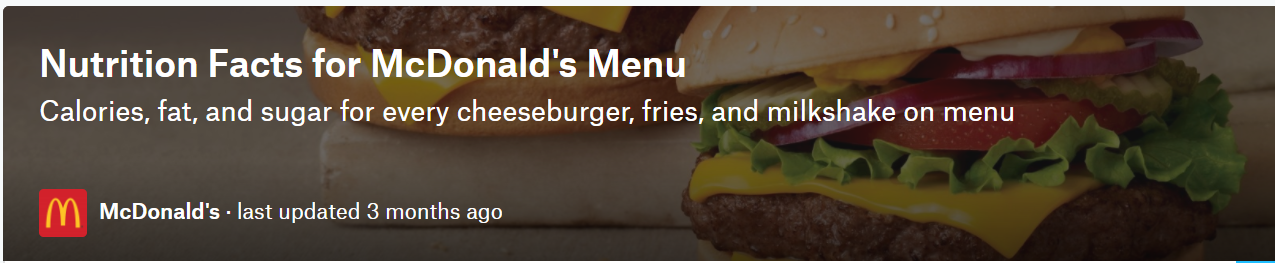 Nutrition Facts for McDonald's Menu
Calories, fat, and sugar for every cheeseburger, fries, and milkshake on menu
McDonald's · last updated 3 months ago